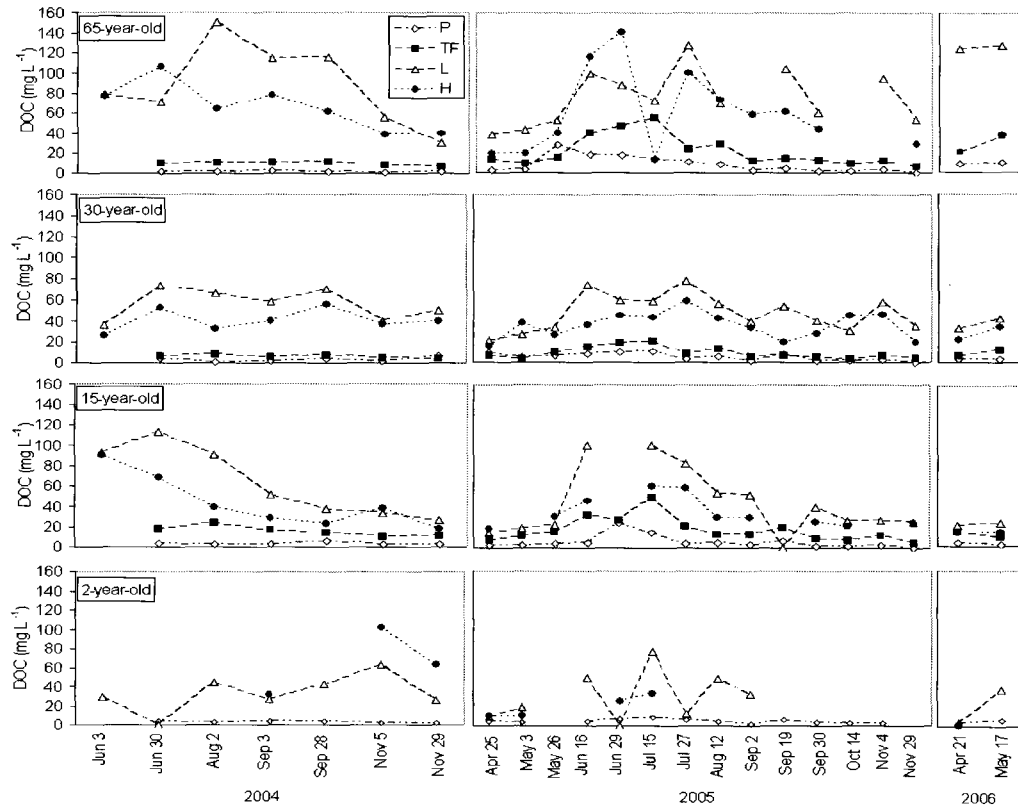 65-year-old
DOC (mg L⁻¹)
160
140
120
100
80
60
40
20
0
P
TF
L
H
30-year-old
DOC (mg L⁻¹)
160
140
120
100
80
60
40
20
0
15-year-old
DOC (mg L⁻¹)
160
140
120
100
80
60
40
20
0
2-year-old
DOC (mg L⁻¹)
160
140
120
100
80
60
40
20
0
Jun 3
Jun 30
Aug 2
Sep 3
Sep 28
Nov 5
Nov 29
Apr 25
May 3
May 26
Jun 16
Jun 29
Jul 15
Jul 27
Aug 12
Sep 2
Sep 19
Sep 30
Oct 14
Nov 4
Nov 29
Apr 21
May 17
2004
2005
2006